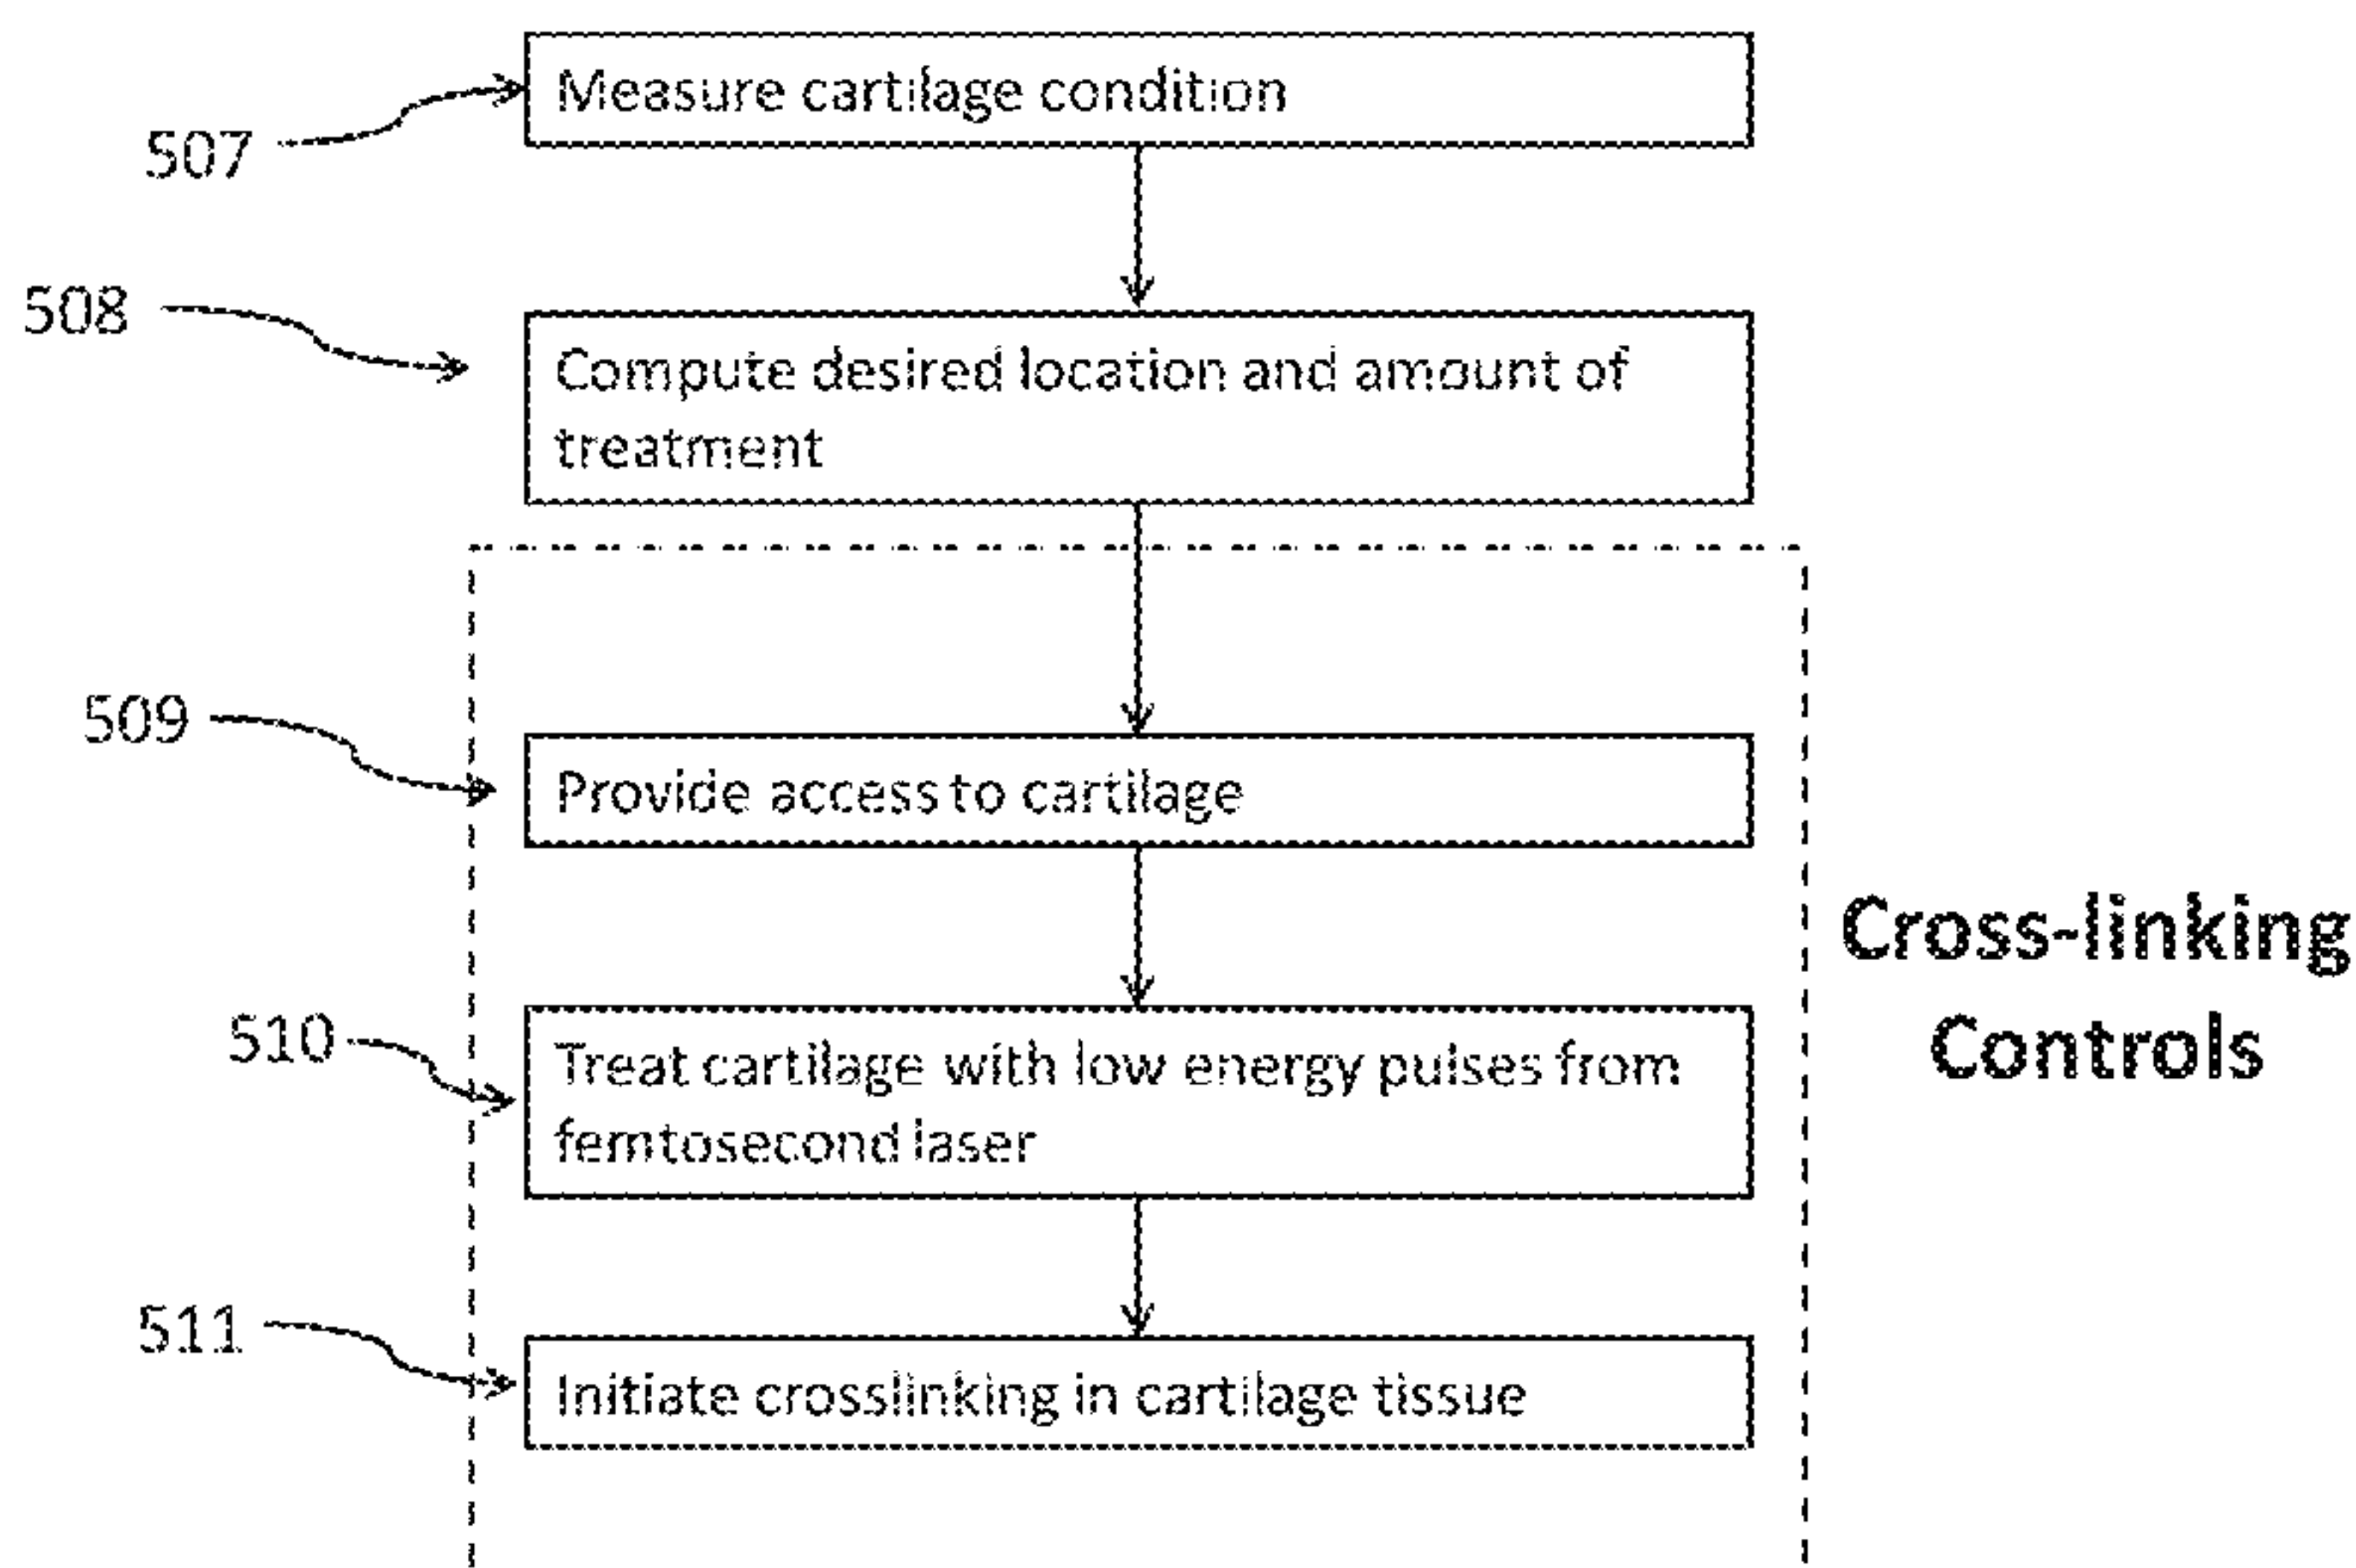 Measure cartilage condition
507
508
Compute desired location and amount of
treatment
509
Provide access to cartilage
Cross-linking
Controls
510
Treat cartilage with low energy pulses from
femtosecond laser
511
Initiate crosslinking in cartilage tissue